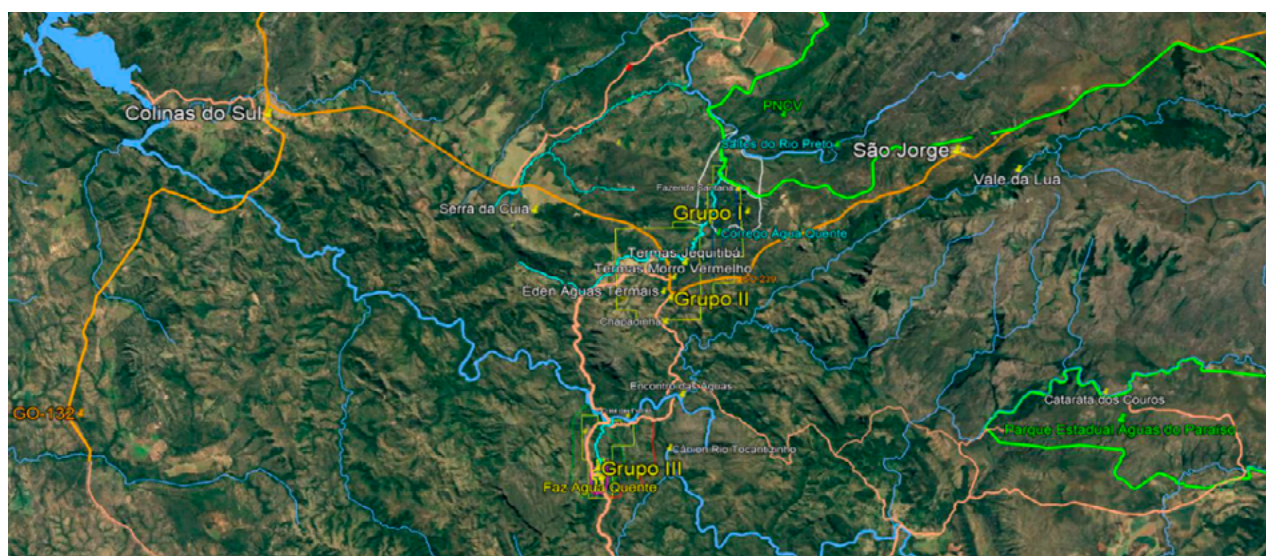 PNCV
Colinas do Sul
Saltos do Rio Preto
São Jorge
Vale da Lua
Fazenda Santana
Serra da Cuia
Grupo I
Córrego Água Quente
Termas Jequitibá
Termas Morro Vermelho
GO-239
Éden Águas Termais
Grupo II
Chapadinha
Encontro das Águas
Catarata dos Couros
GO-132
Parque Estadual Águas do Paraíso
Cânion Rio Tocantinzinho
Grupo III
Faz Água Quente